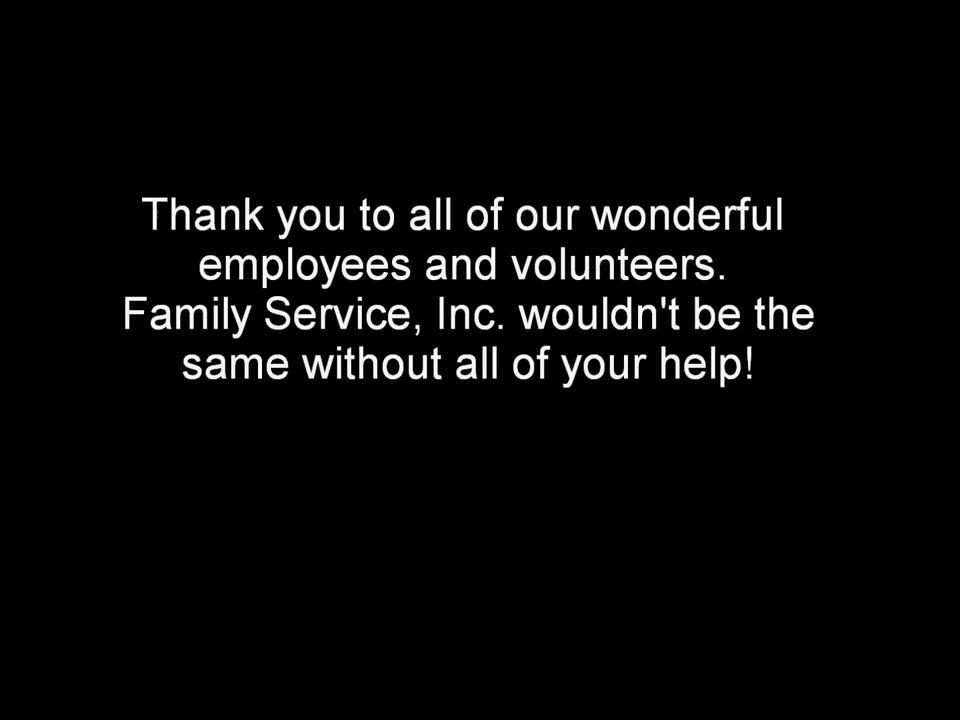 Thank you to all of our wonderful
employees and volunteers.
Family Service, Inc. wouldn't be the
same without all of your help!